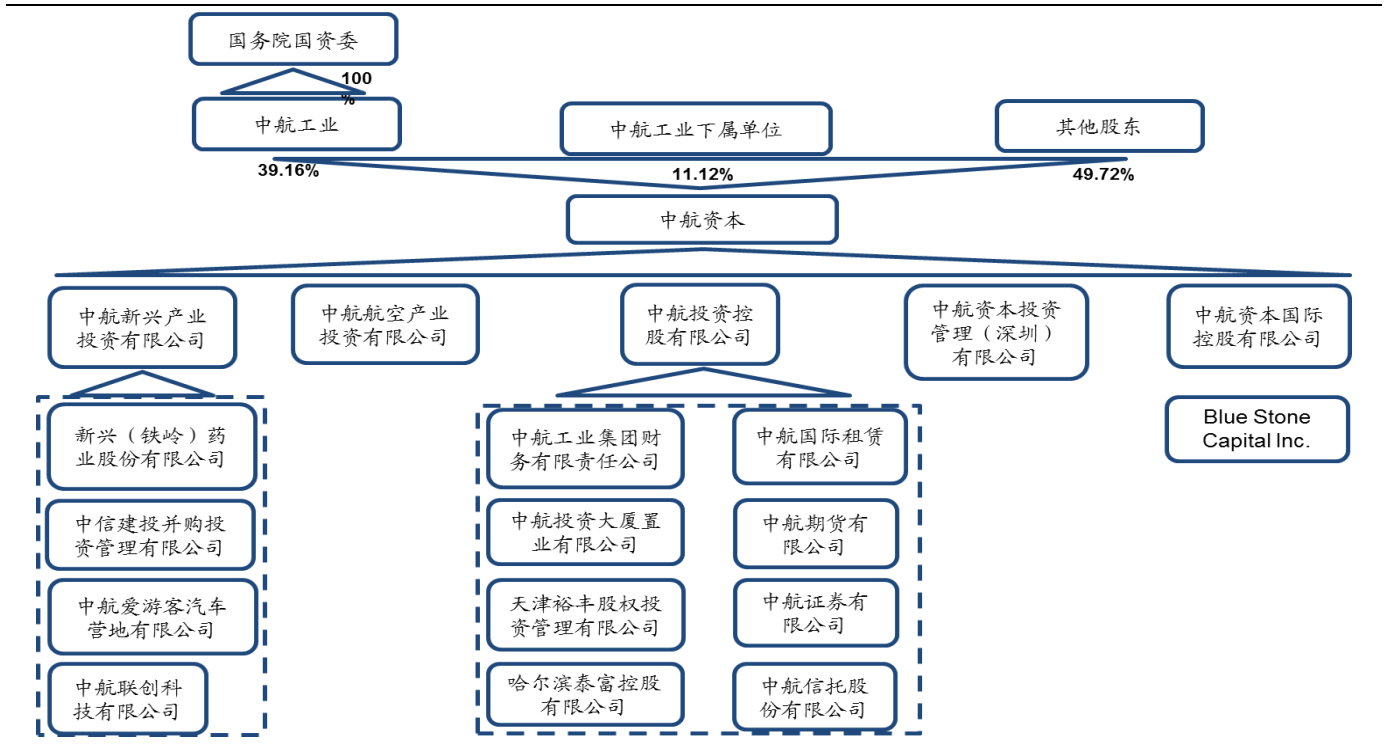 国务院国资委
100
%
中航工业
中航工业下属单位
其他股东
39.16%
11.12%
49.72%
中航资本
中航新兴产业
投资有限公司
中航航空产业
投资有限公司
中航投资控
股有限公司
中航资本投资
管理（深圳）
有限公司
中航资本国际
控股有限公司
新兴（铁岭）药
业股份有限公司
中信建投并购投
资管理有限公司
中航爱游客汽车
营地有限公司
中航联创科
技有限公司
中航工业集团财
务有限责任公司
中航国际租赁
有限公司
中航投资大厦置
业有限公司
中航期货有
限公司
天津裕丰股权投
资管理有限公司
中航证券有
限公司
哈尔滨泰富控股
有限公司
中航信托股
份有限公司
Blue Stone
Capital Inc.